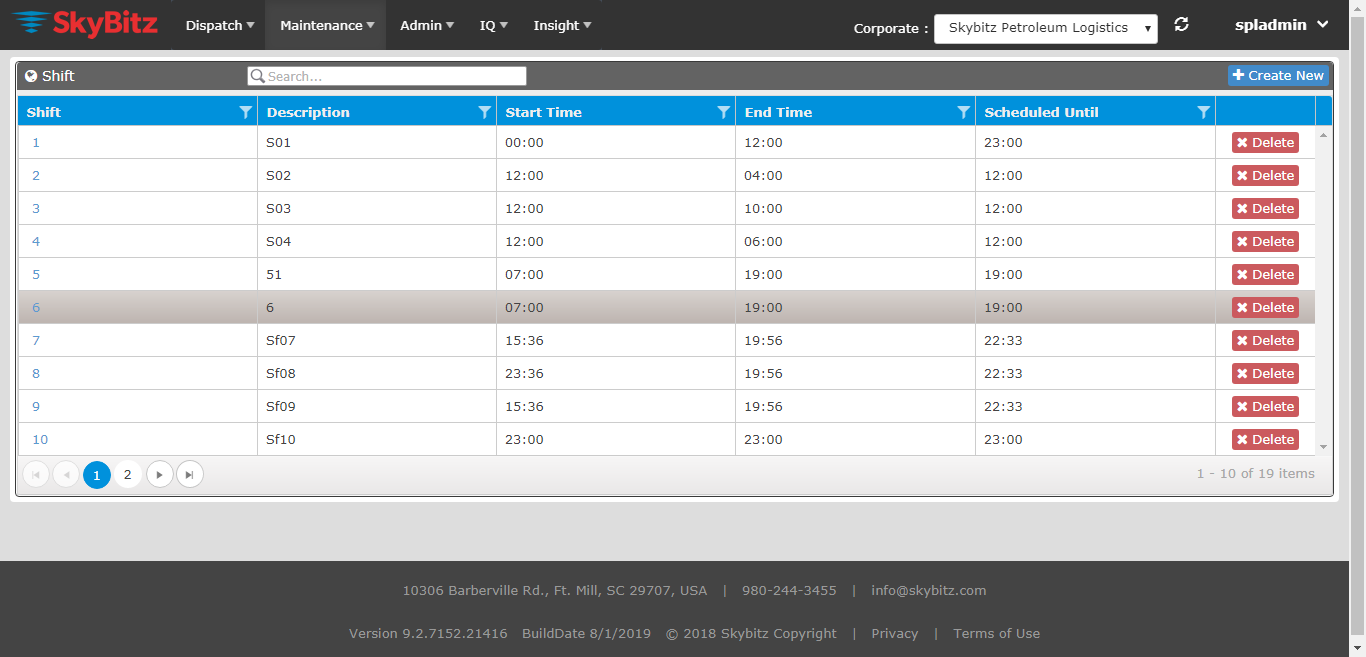 SkyBitz Dispatch Maintenance Admin IQ Insight Corporate : Skybitz Petroleum Logistics spladmin
Shift Search... Create New
Shift Description Start Time End Time Scheduled Until
1 S01 00:00 12:00 23:00 Delete
2 S02 12:00 04:00 12:00 Delete
3 S03 12:00 10:00 12:00 Delete
4 S04 12:00 06:00 12:00 Delete
5 51 07:00 19:00 19:00 Delete
6 6 07:00 19:00 19:00 Delete
7 Sf07 15:36 19:56 22:33 Delete
8 Sf08 23:36 19:56 22:33 Delete
9 Sf09 15:36 19:56 22:33 Delete
10 Sf10 23:00 23:00 23:00 Delete
1 2 1 - 10 of 19 items
10306 Barberville Rd., Ft. Mill, SC 29707, USA | 980-244-3455 | info@skybitz.com
Version 9.2.7152.21416 BuildDate 8/1/2019 © 2018 Skybitz Copyright | Privacy | Terms of Use